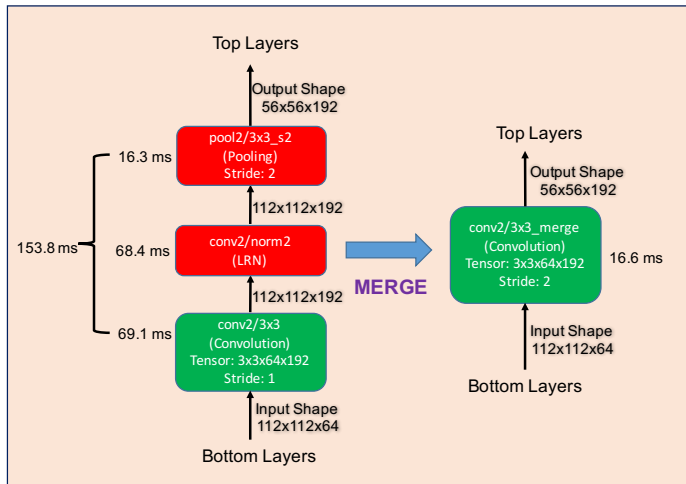 Top Layers
Output Shape
56x56x192
pool2/3x3_s2
(Pooling)
Stride: 2
16.3 ms
112x112x192
153.8 ms
68.4 ms
conv2/norm2
(LRN)
112x112x192
69.1 ms
conv2/3x3
(Convolution)
Tensor: 3x3x64x192
Stride: 1
Input Shape
112x112x64
Bottom Layers
MERGE
Top Layers
Output Shape
56x56x192
conv2/3x3_merge
(Convolution)
Tensor: 3x3x64x192
Stride: 2
16.6 ms
Input Shape
112x112x64
Bottom Layers